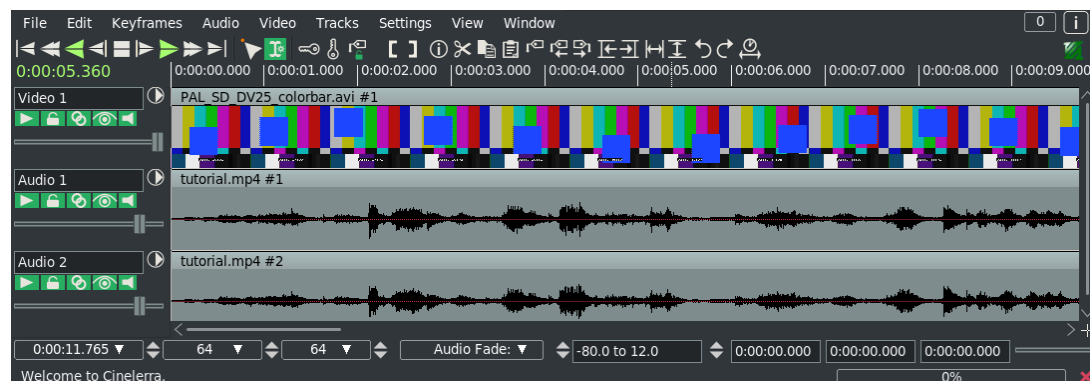 File Edit Keyframes Audio Video Tracks Settings View Window 0 i
0:00:05.360 0:00:00.000 0:00:01.000 0:00:02.000 0:00:03.000 0:00:04.000 0:00:05.000 0:00:06.000 0:00:07.000 0:00:08.000 0:00:09.000
Video 1 PAL_SD_DV25_colorbar.avi #1
Audio 1 tutorial.mp4 #1
Audio 2 tutorial.mp4 #2
0:00:11.765 64 64 Audio Fade: -80.0 to 12.0 0:00:00.000 0:00:00.000 0:00:00.000
Welcome to Cinelerra. 0%